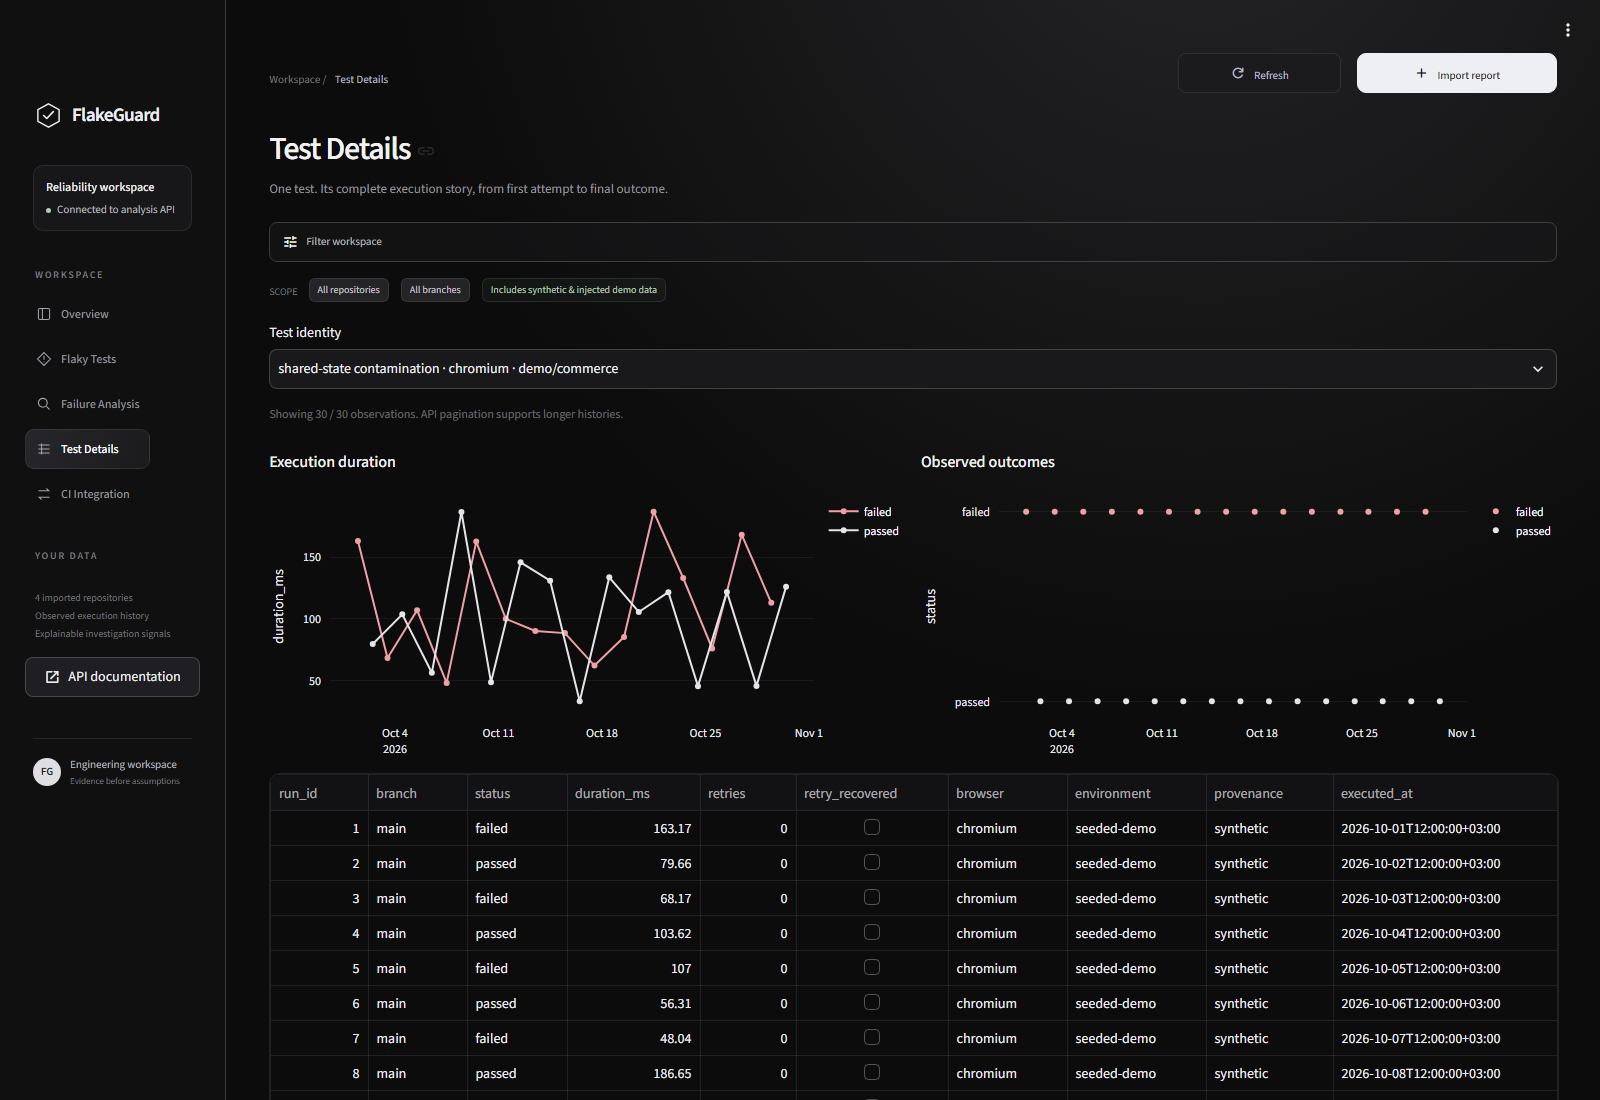 FlakeGuard
Reliability workspace
Connected to analysis API
WORKSPACE
Overview
Flaky Tests
Failure Analysis
Test Details
CI Integration
YOUR DATA
4 imported repositories
Observed execution history
Explainable investigation signals
API documentation
FG
Engineering workspace
Evidence before assumptions
Workspace / Test Details
Refresh
Import report
Test Details
One test. Its complete execution story, from first attempt to final outcome.
Filter workspace
SCOPE All repositories All branches Includes synthetic & injected demo data
Test identity
shared-state contamination · chromium · demo/commerce
Showing 30 / 30 observations. API pagination supports longer histories.
Execution duration
failed
passed
150
100
50
duration_ms
Oct 4 Oct 11 Oct 18 Oct 25 Nov 1
2026
Observed outcomes
failed
passed
failed
passed
status
Oct 4 Oct 11 Oct 18 Oct 25 Nov 1
2026
run_id branch status duration_ms retries retry_recovered browser environment provenance executed_at
1 main failed 163.17 0 chromium seeded-demo synthetic 2026-10-01T12:00:00+03:00
2 main passed 79.66 0 chromium seeded-demo synthetic 2026-10-02T12:00:00+03:00
3 main failed 68.17 0 chromium seeded-demo synthetic 2026-10-03T12:00:00+03:00
4 main passed 103.62 0 chromium seeded-demo synthetic 2026-10-04T12:00:00+03:00
5 main failed 107 0 chromium seeded-demo synthetic 2026-10-05T12:00:00+03:00
6 main passed 56.31 0 chromium seeded-demo synthetic 2026-10-06T12:00:00+03:00
7 main failed 48.04 0 chromium seeded-demo synthetic 2026-10-07T12:00:00+03:00
8 main passed 186.65 0 chromium seeded-demo synthetic 2026-10-08T12:00:00+03:00